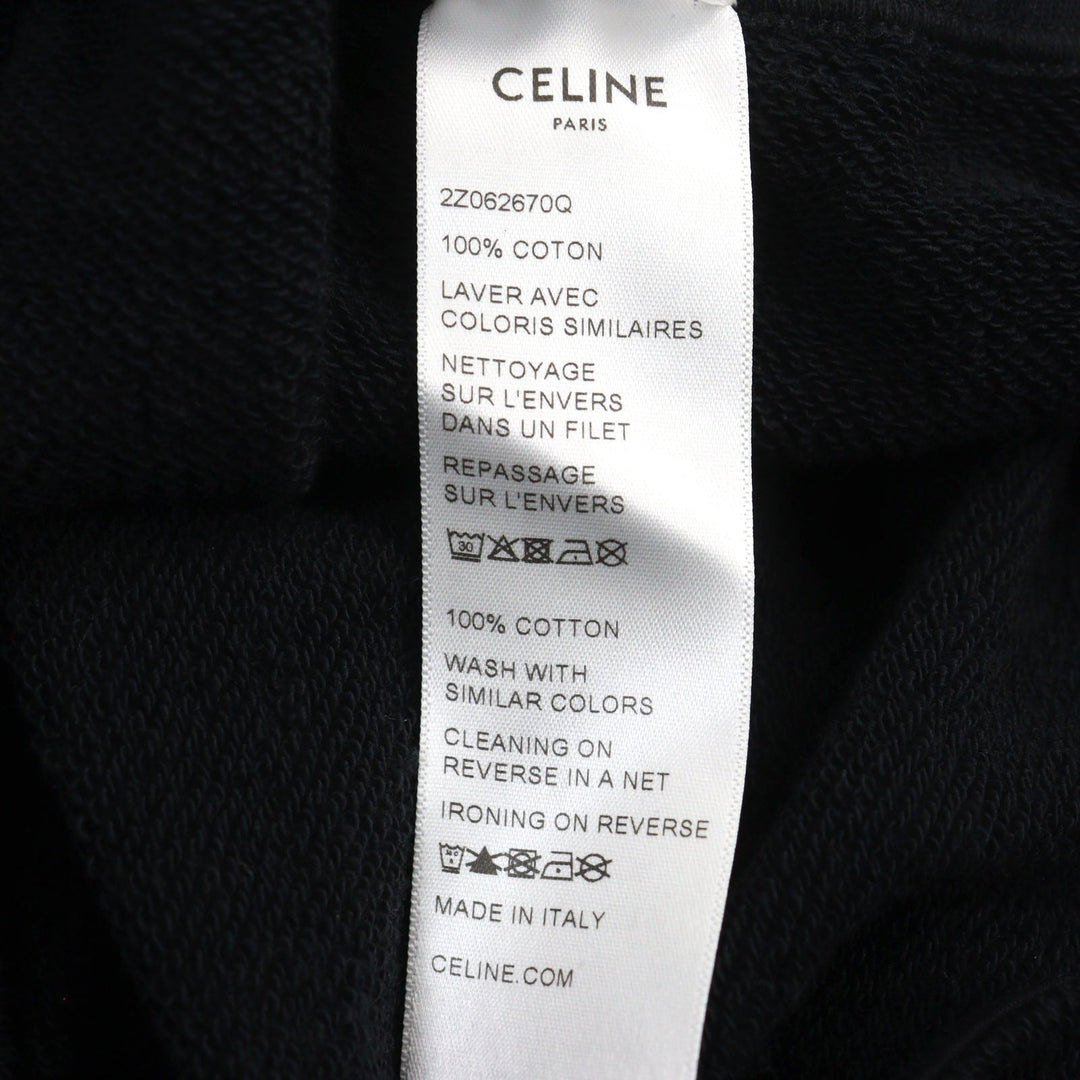 CELINE
PARIS
2Z062670Q
100% COTON
LAVER AVEC
COLORIS SIMILAIRES
NETTOYAGE
SUR L'ENVERS
DANS UN FILET
REPASSAGE
SUR L'ENVERS
30
100% COTTON
WASH WITH
SIMILAR COLORS
CLEANING ON
REVERSE IN A NET
IRONING ON REVERSE
MADE IN ITALY
CELINE.COM